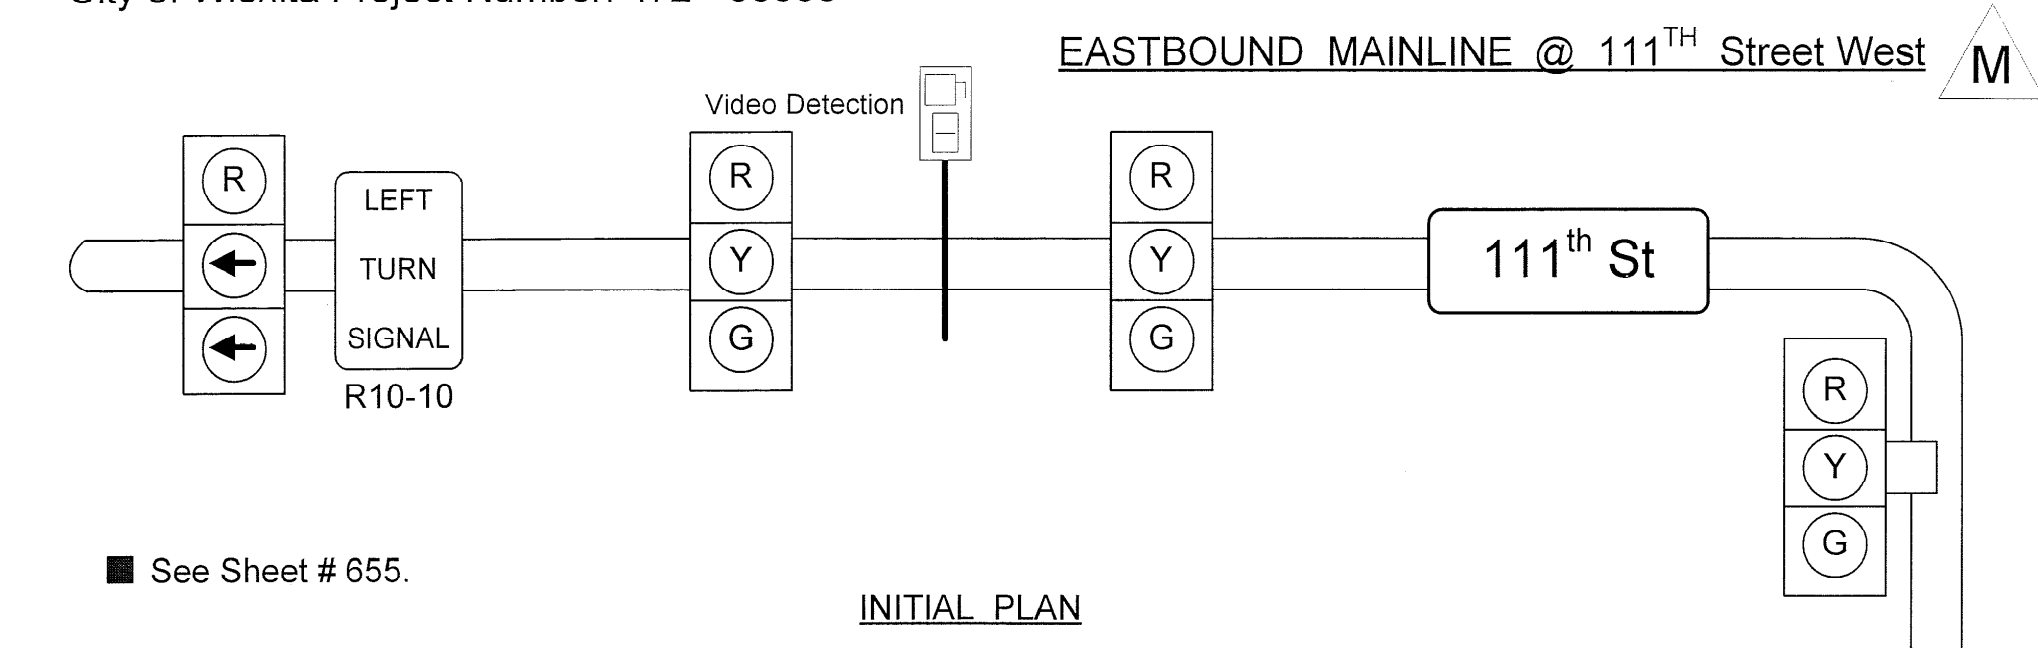 EASTBOUND MAINLINE @ 111TH Street West
M
Video Detection
R
LEFT
TURN
SIGNAL
R10-10
R
Y
G
R
Y
G
111th St
R
Y
G
See Sheet # 655.
INITIAL PLAN